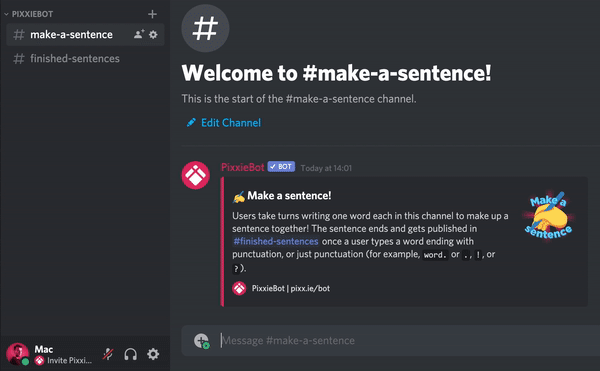 PIXXIEBOT
make-a-sentence
finished-sentences
Welcome to #make-a-sentence!
This is the start of the #make-a-sentence channel.
Edit Channel
PixxieBot BOT Today at 14:01
✍️ Make a sentence!
Users take turns writing one word each in this channel to make up a
sentence together! The sentence ends and gets published in
#finished-sentences once a user types a word ending with
punctuation, or just punctuation (for example, word. or ., !, or
?).
PixxieBot | pixx.ie/bot
Make a
sentence
Mac
Invite Pixxi...
Message #make-a-sentence